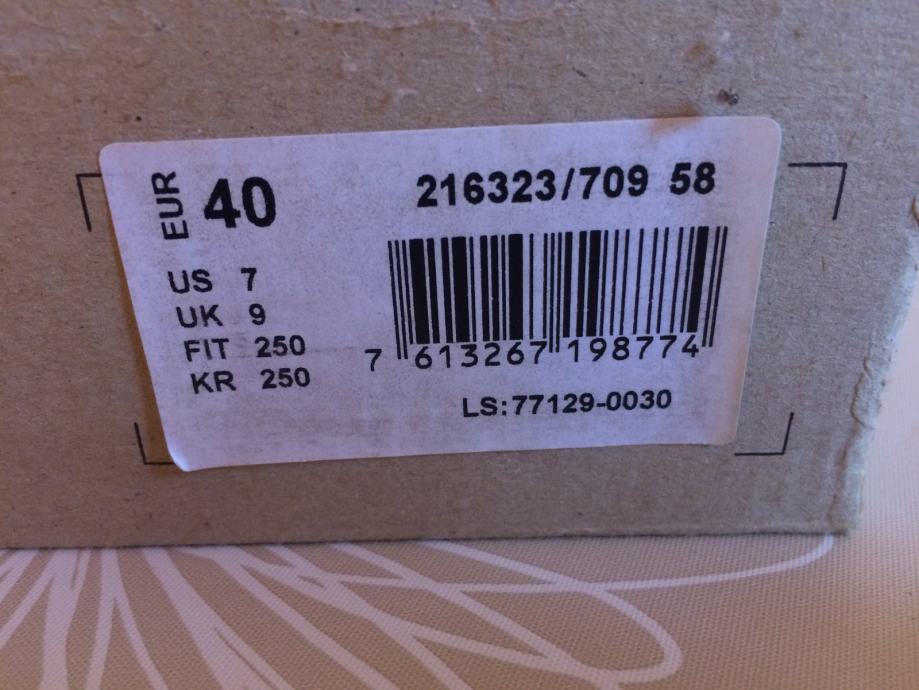 EUR 40
216323/709 58
US 7
UK 9
FIT 250
KR 250
7 613267 198774
LS:77129-0030